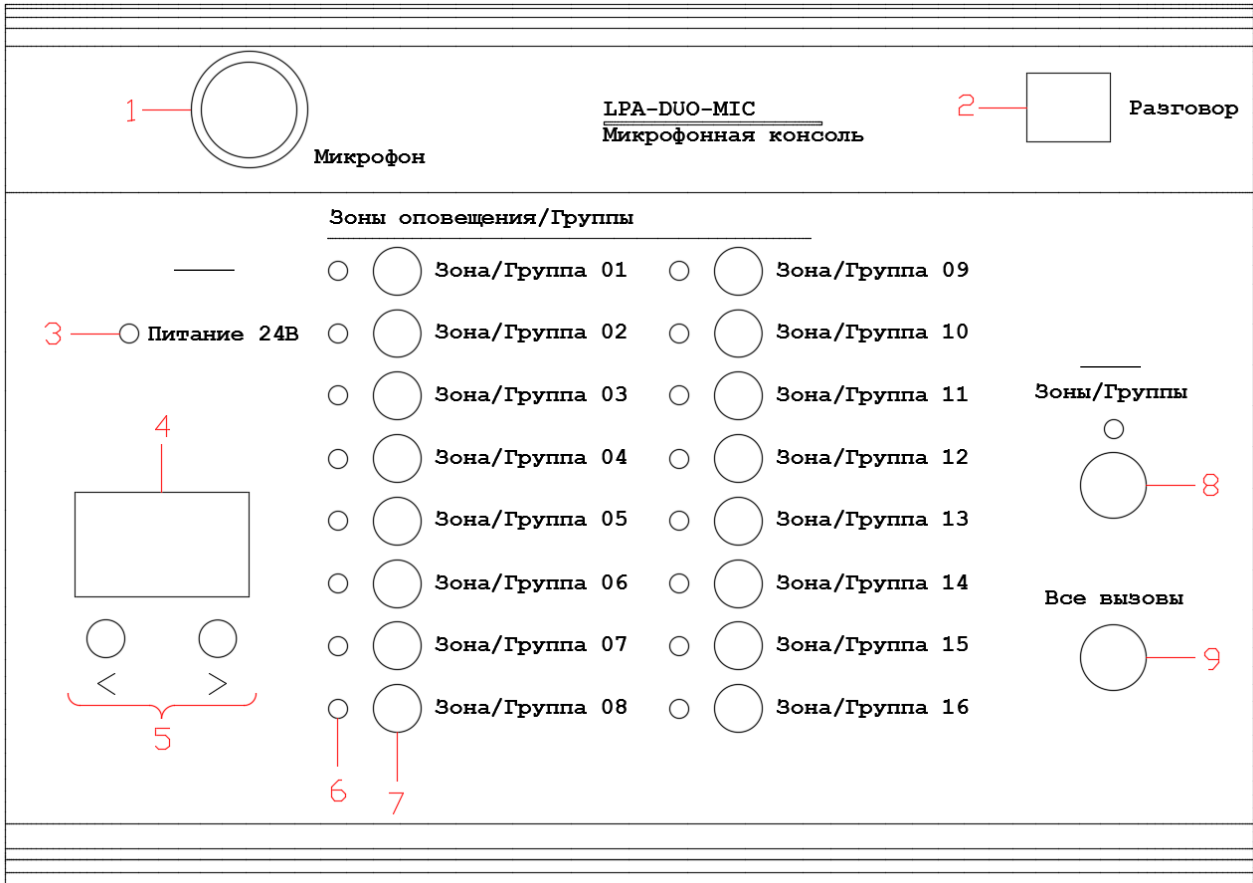 1
Микрофон
LPA-DUO-MIC
Микрофонная консоль
2
Разговор
Зоны оповещения/Группы
3
Питание 24В
4
<
>
5
Зона/Группа 01
Зона/Группа 02
Зона/Группа 03
Зона/Группа 04
Зона/Группа 05
Зона/Группа 06
Зона/Группа 07
Зона/Группа 08
6
7
Зона/Группа 09
Зона/Группа 10
Зона/Группа 11
Зона/Группа 12
Зона/Группа 13
Зона/Группа 14
Зона/Группа 15
Зона/Группа 16
Зоны/Группы
8
Все вызовы
9